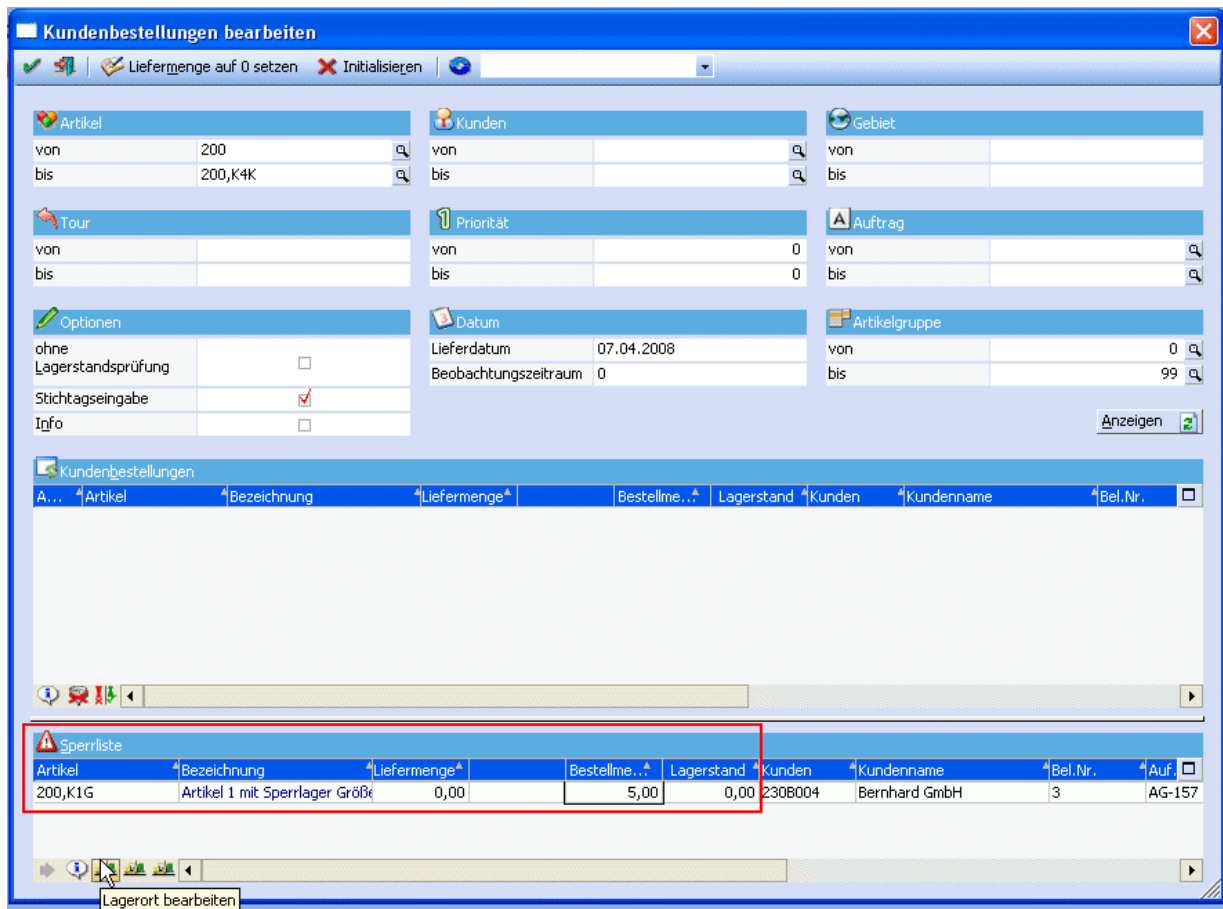 Kundenbestellungen bearbeiten
Liefermenge auf 0 setzen Initialisieren
Artikel Kunden Gebiet
von 200 von von
bis 200,K4K bis bis
Tour Priorität Auftrag
von von 0 von
bis bis 0 bis
Optionen Datum Artikelgruppe
ohne Lieferdatum 07.04.2008 von 0
Lagerstandsprüfung
Beobachtungszeitraum 0 bis 99
Stichtagseingabe
Info
Anzeigen
Kundenbestellungen
A... Artikel Bezeichnung Liefermenge Bestellme... Lagerstand Kunden Kundenname Bel.Nr.
Sperrliste
Artikel Bezeichnung Liefermenge Bestellme... Lagerstand Kunden Kundenname Bel.Nr. Auf.
200,K1G Artikel 1 mit Sperrlager Größe 0,00 5,00 0,00 230B004 Bernhard GmbH 3 AG-157
Lagerort bearbeiten